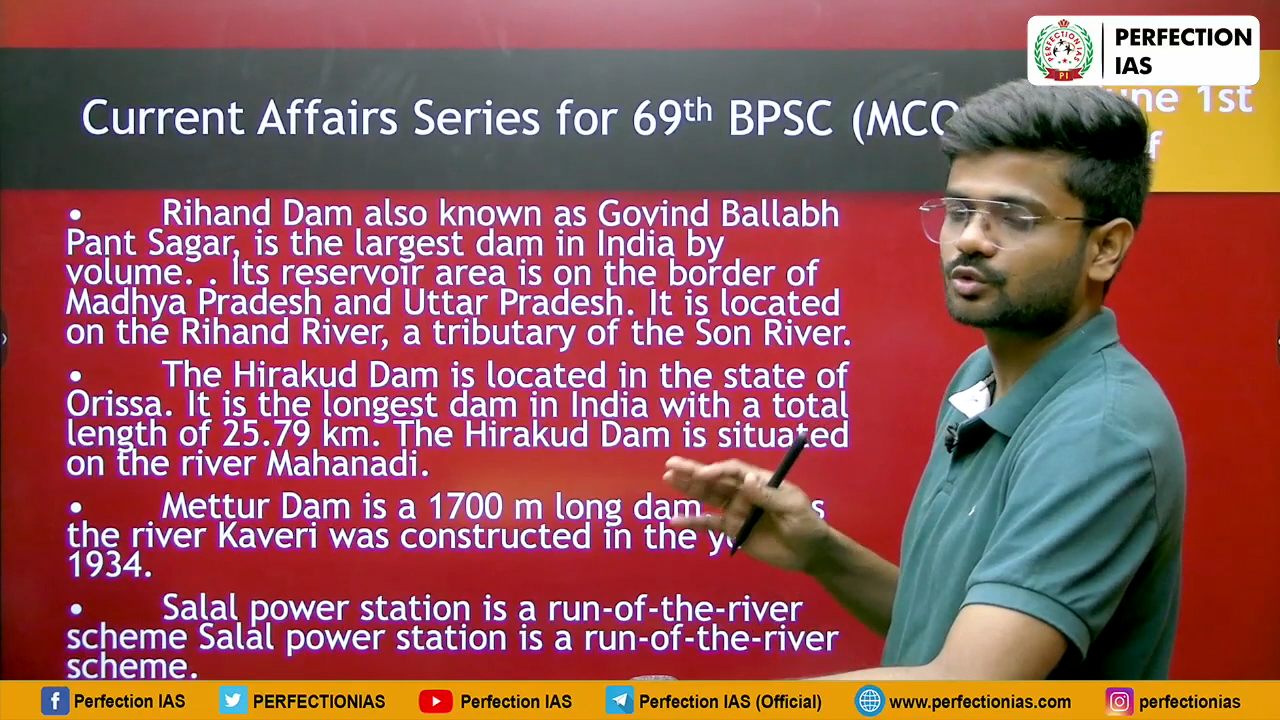 PERFECTION
IAS
PERFECTION IAS
PI
Current Affairs Series for 69th BPSC (MCQ
June 1st
f
• Rihand Dam also known as Govind Ballabh
Pant Sagar, is the largest dam in India by
volume. . Its reservoir area is on the border of
Madhya Pradesh and Uttar Pradesh. It is located
on the Rihand River, a tributary of the Son River.
• The Hirakud Dam is located in the state of
Orissa. It is the longest dam in India with a total
length of 25.79 km. The Hirakud Dam is situated
on the river Mahanadi.
• Mettur Dam is a 1700 m long dam. s
the river Kaveri was constructed in the
1934.
• Salal power station is a run-of-the-river
scheme Salal power station is a run-of-the-river
scheme.
Perfection IAS PERFECTIONIAS Perfection IAS Perfection IAS (Official) www.perfectionias.com perfectionias